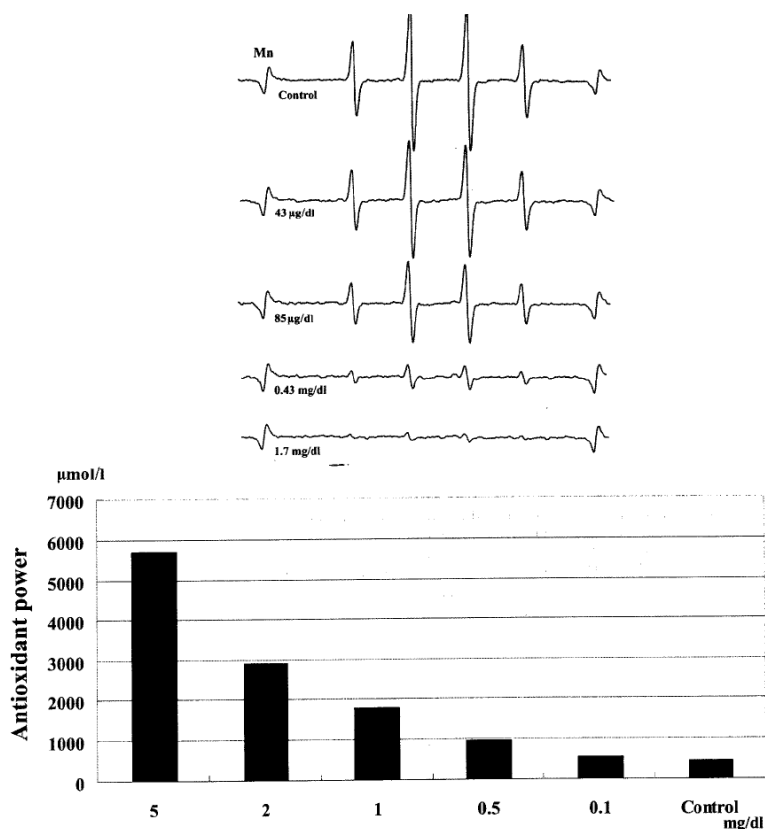 Mn
Control
43 µg/dl
85 µg/dl
0.43 mg/dl
1.7 mg/dl
µmol/l
7000
6000
5000
4000
3000
2000
1000
0
Antioxidant power
5 2 1 0.5 0.1 Control
mg/dl